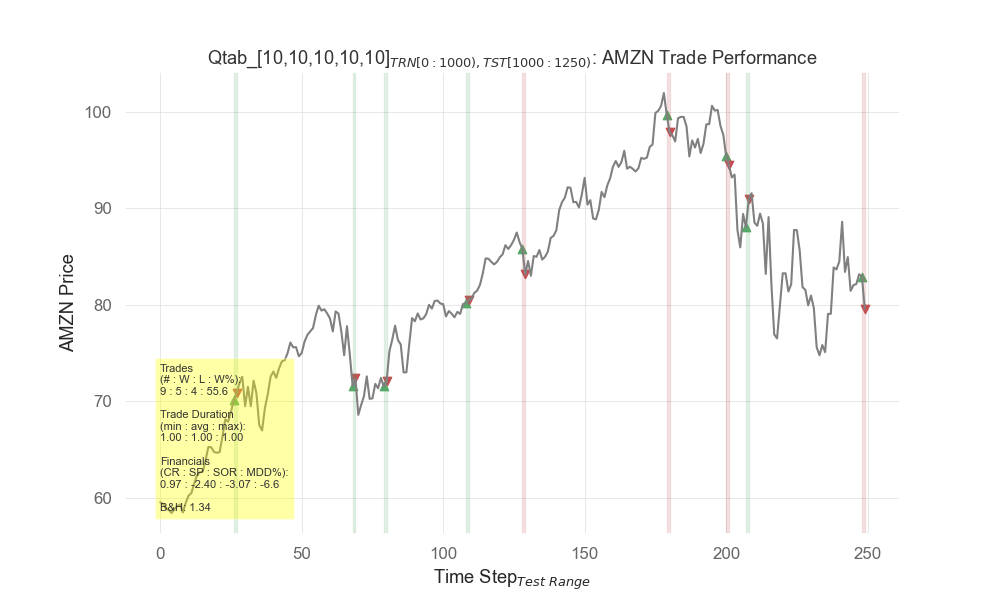 Qtab_[10,10,10,10,10]TRN[0 : 1000), TST[1000 : 1250): AMZN Trade Performance
100
90
80
70
60
AMZN Price
Trades
(# : W : L : W%):
9 : 5 : 4 : 55.6
Trade Duration
(min : avg : max):
1.00 : 1.00 : 1.00
Financials
(CR : SP : SOR : MDD%):
0.97 : -2.40 : -3.07 : -6.6
B&H: 1.34
0 50 100 150 200 250
Time StepTest Range